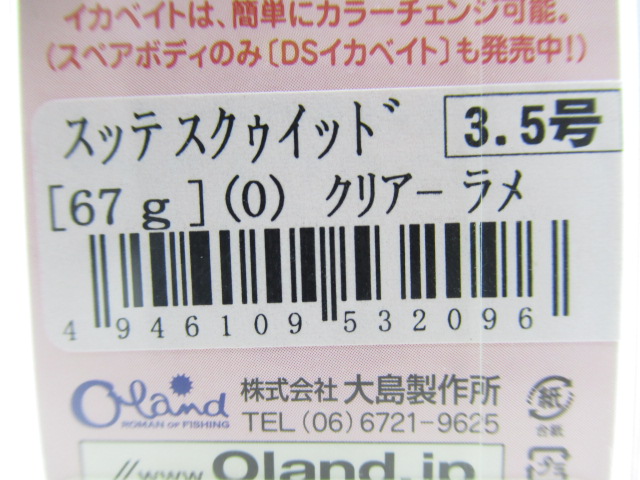 イカベイトは、簡単にカラーチェンジ可能。
(スペアボディのみ〔DSイカベイト〕も発売中!)
スッテスクゥイッド 3.5号
[67g](0) クリアー ラメ
4 946109 532096
Oland 株式会社 大島製作所
ROMAN OF FISHING TEL (06) 6721-9625
紙
台紙
//www.Oland.jp